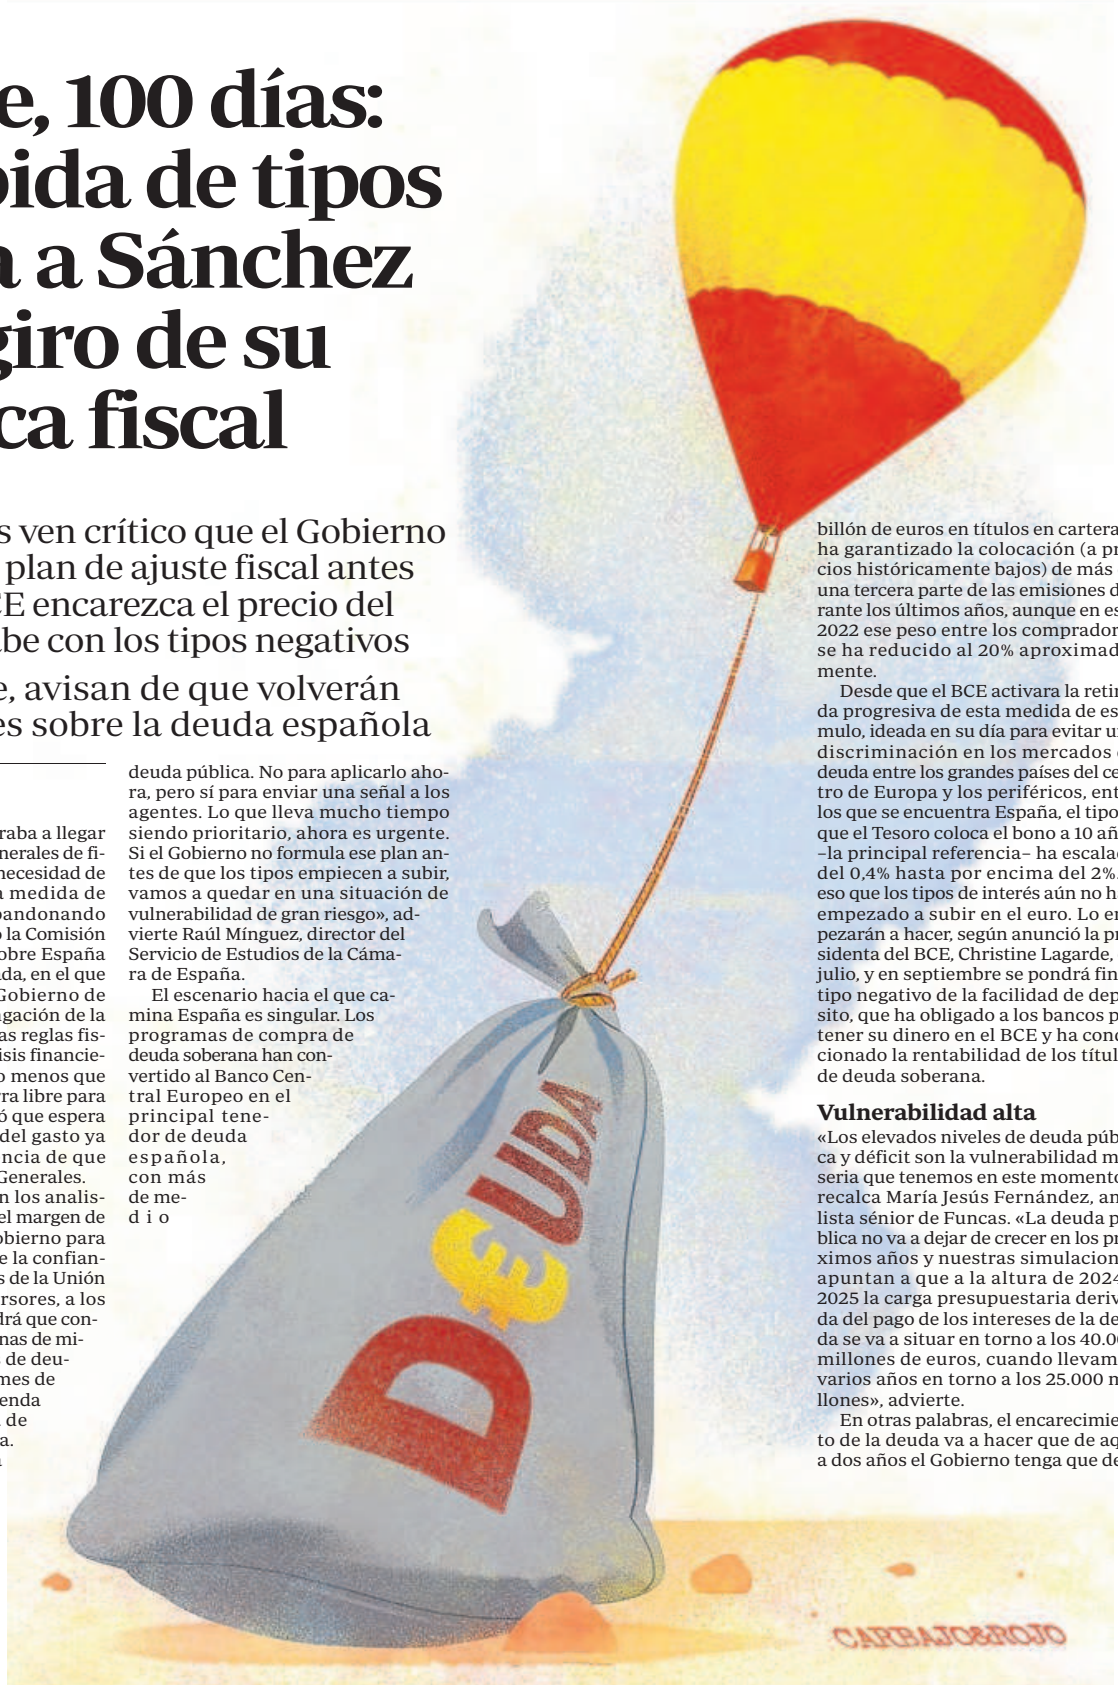 e, 100 días:
bida de tipos
a a Sánchez
giro de su
ca fiscal
s ven crítico que el Gobierno
plan de ajuste fiscal antes
CE encarezca el precio del
abe con los tipos negativos
e, avisan de que volverán
es sobre la deuda española
raba a llegar
nerales de fi-
necesidad de
a medida de
bandonando
o la Comisión
obre España
ada, en el que
Gobierno de
gación de la
as reglas fis-
isis financie-
o menos que
rra libre para
ó que espera
del gasto ya
ncia de que
Generales.
n los analis-
el margen de
obierno para
e la confian-
s de la Unión
ersores, a los
drá que con-
nas de mi-
s de deu-
mes de
enda
de
a.
deuda pública. No para aplicarlo aho-
ra, pero sí para enviar una señal a los
agentes. Lo que lleva mucho tiempo
siendo prioritario, ahora es urgente.
Si el Gobierno no formula ese plan an-
tes de que los tipos empiecen a subir,
vamos a quedar en una situación de
vulnerabilidad de gran riesgo», ad-
vierte Raúl Mínguez, director del
Servicio de Estudios de la Cáma-
ra de España.
El escenario hacia el que ca-
mina España es singular. Los
programas de compra de
deuda soberana han con-
vertido al Banco Cen-
tral Europeo en el
principal tene-
dor de deuda
española,
con más
de me-
dio
D€UDA
billón de euros en títulos en cartera
ha garantizado la colocación (a pr
cios históricamente bajos) de más
una tercera parte de las emisiones d
rante los últimos años, aunque en es
2022 ese peso entre los comprador
se ha reducido al 20% aproximad
mente.
Desde que el BCE activara la retir
da progresiva de esta medida de es
mulo, ideada en su día para evitar u
discriminación en los mercados
deuda entre los grandes países del ce
tro de Europa y los periféricos, ent
los que se encuentra España, el tipo
que el Tesoro coloca el bono a 10 añ
–la principal referencia– ha escala
del 0,4% hasta por encima del 2%.
eso que los tipos de interés aún no h
empezado a subir en el euro. Lo e
pezarán a hacer, según anunció la pr
sidenta del BCE, Christine Lagarde,
julio, y en septiembre se pondrá fin
tipo negativo de la facilidad de dep
sito, que ha obligado a los bancos p
tener su dinero en el BCE y ha cond
cionado la rentabilidad de los títul
de deuda soberana.
Vulnerabilidad alta
«Los elevados niveles de deuda púb
ca y déficit son la vulnerabilidad m
seria que tenemos en este momento
recalca María Jesús Fernández, an
lista sénior de Funcas. «La deuda p
blica no va a dejar de crecer en los pr
ximos años y nuestras simulacion
apuntan a que a la altura de 2024
2025 la carga presupuestaria deriv
da del pago de los intereses de la de
da se va a situar en torno a los 40.0
millones de euros, cuando llevam
varios años en torno a los 25.000 m
llones», advierte.
En otras palabras, el encarecimie
to de la deuda va a hacer que de aq
a dos años el Gobierno tenga que de
CARBAJO&ROJO